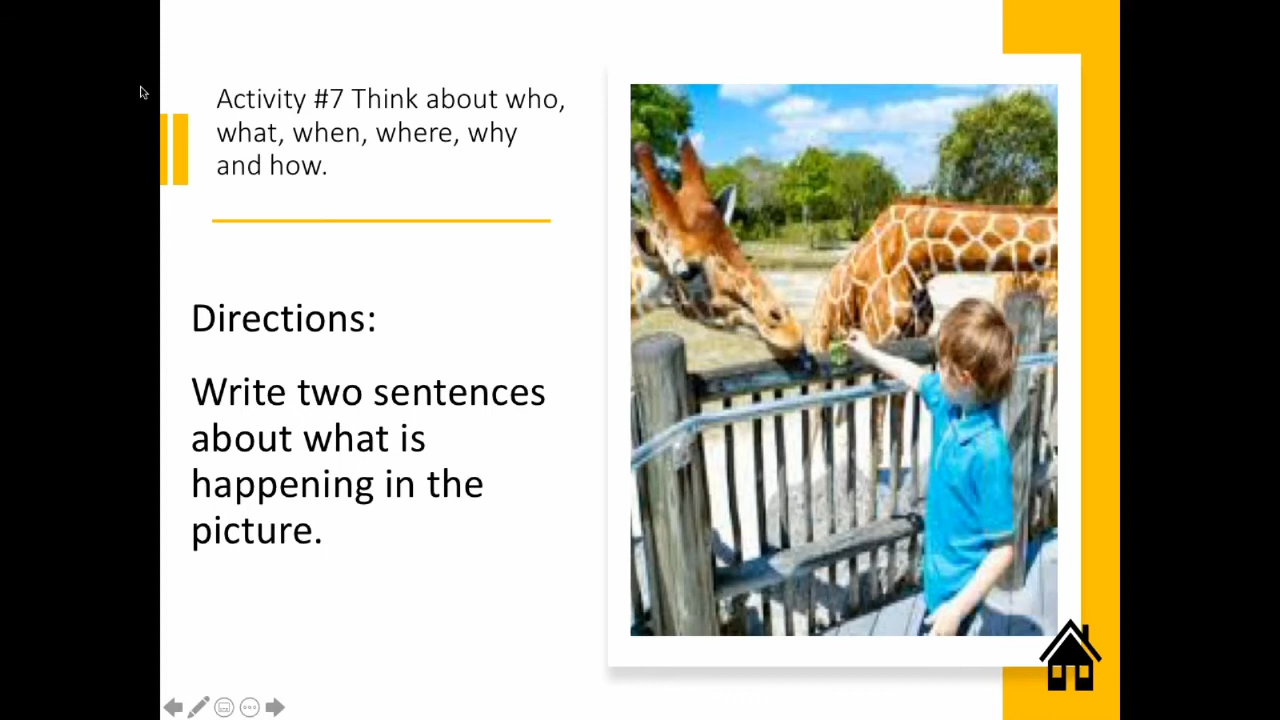 Activity #7 Think about who,
what, when, where, why
and how.
Directions:
Write two sentences
about what is
happening in the
picture.